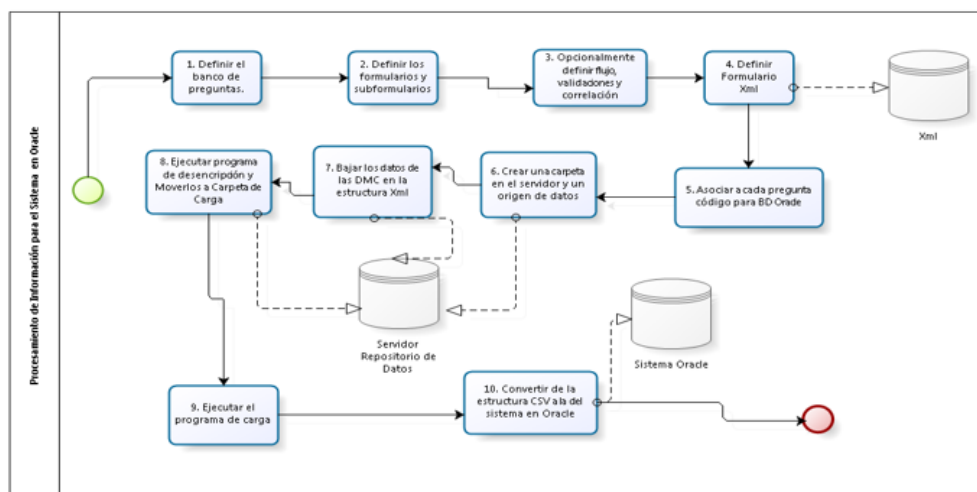 Procesamiento de Información para el Sistema en Oracle
1. Definir el
banco de
preguntas.
2. Definir los
formularios y
subformularios
3. Opcionalmente
definir flujo,
validaciones y
correlación
4. Definir
Formulario
Xml
Xml
8. Ejecutar programa
de desencripción y
Moverlos a Carpeta de
Carga
7. Bajar los datos de
las DMC en la
estructura Xml
6. Crear una carpeta
en el servidor y un
origen de datos
5. Asociar a cada pregunta
código para BD Oracle
Servidor
Repositorio de
Datos
Sistema Oracle
9. Ejecutar el
programa de carga
10. Convertir de la
estructura CSV a la del
sistema en Oracle